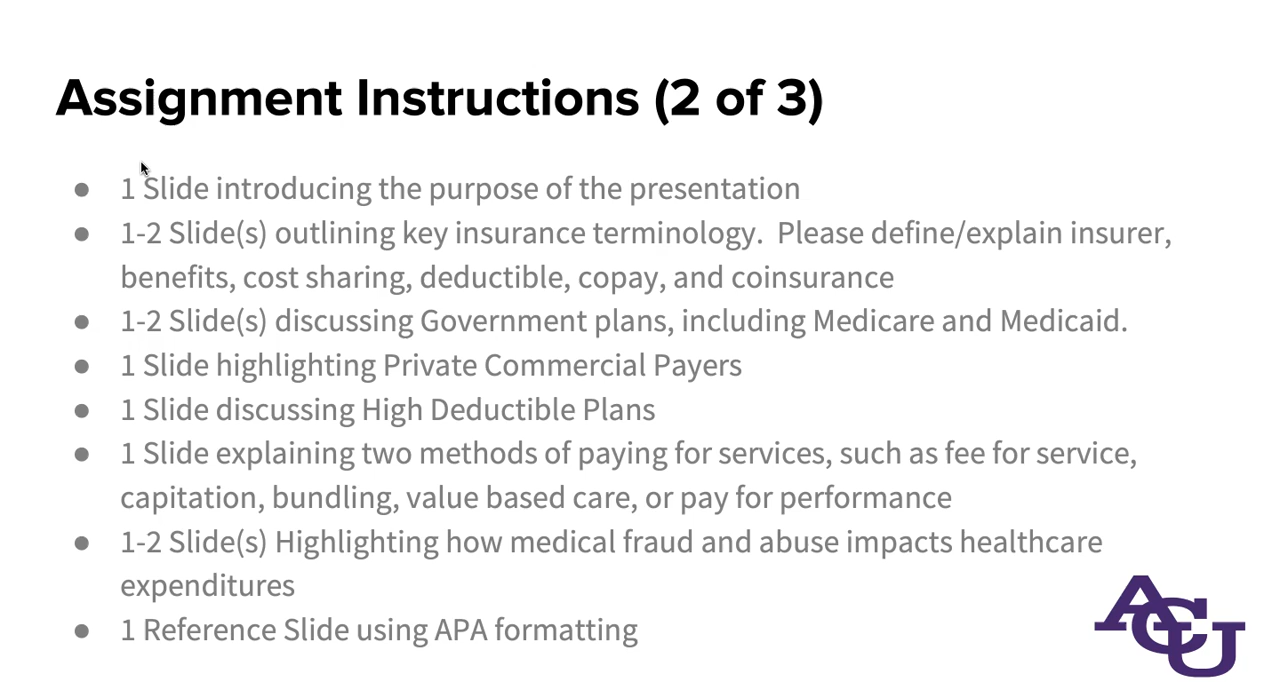 Assignment Instructions (2 of 3)
● 1 Slide introducing the purpose of the presentation
● 1-2 Slide(s) outlining key insurance terminology.  Please define/explain insurer,
benefits, cost sharing, deductible, copay, and coinsurance
● 1-2 Slide(s) discussing Government plans, including Medicare and Medicaid.
● 1 Slide highlighting Private Commercial Payers
● 1 Slide discussing High Deductible Plans
● 1 Slide explaining two methods of paying for services, such as fee for service,
capitation, bundling, value based care, or pay for performance
● 1-2 Slide(s) Highlighting how medical fraud and abuse impacts healthcare
expenditures
● 1 Reference Slide using APA formatting
ACU